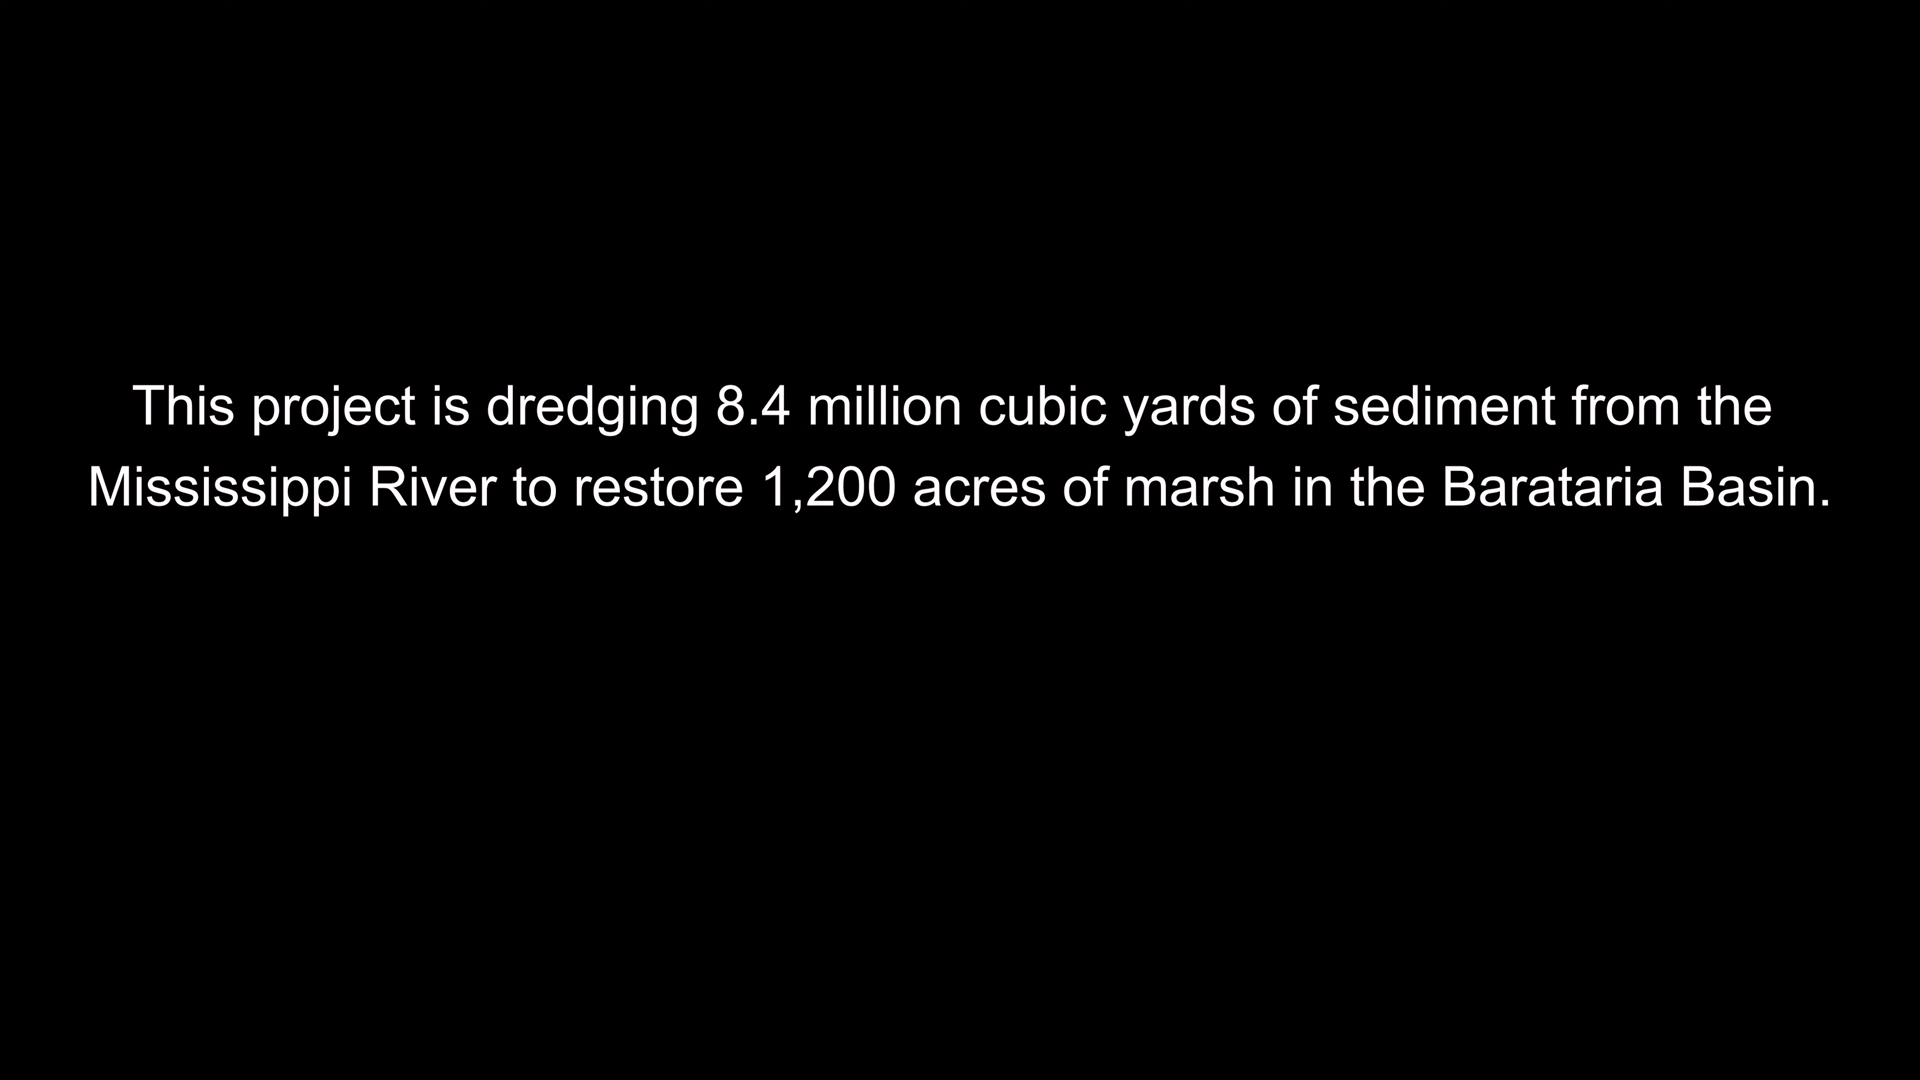 This project is dredging 8.4 million cubic yards of sediment from the
Mississippi River to restore 1,200 acres of marsh in the Barataria Basin.